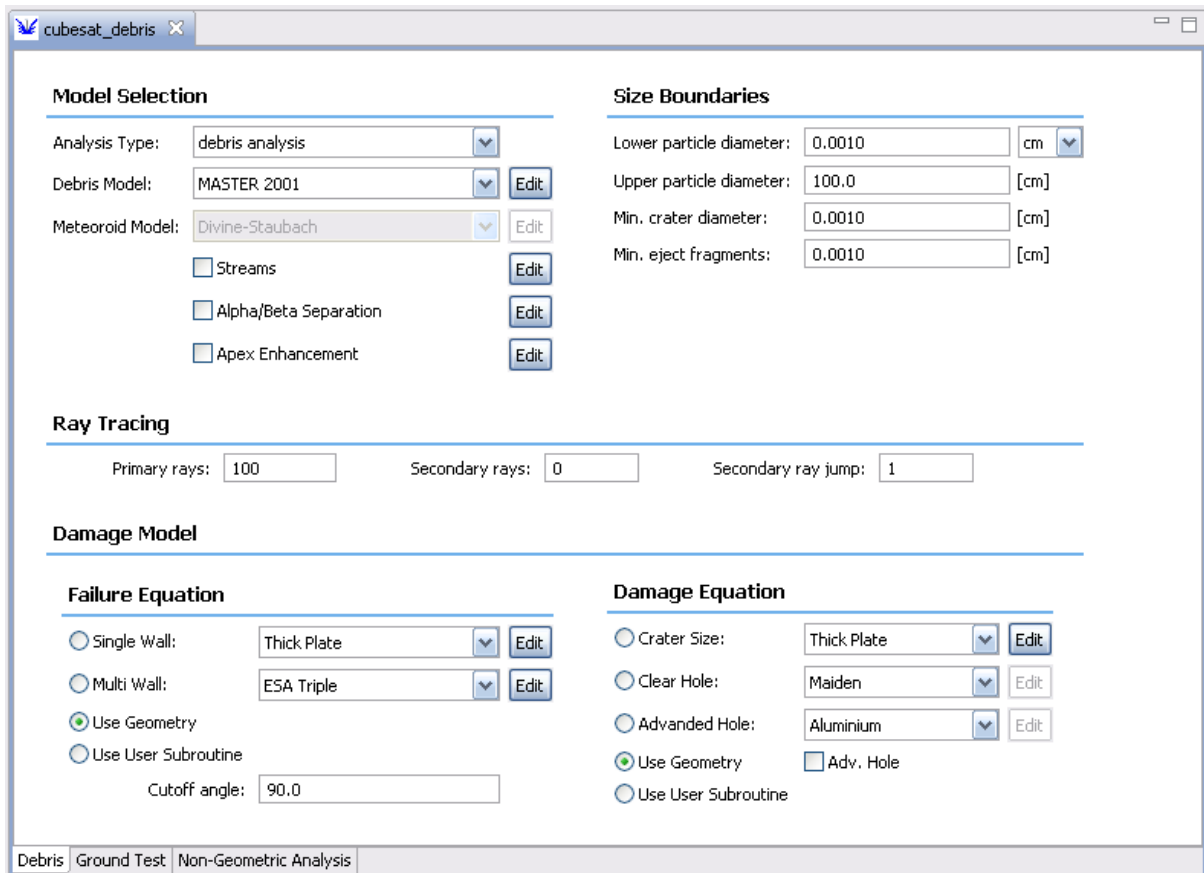 cubesat_debris
Model Selection
Analysis Type: debris analysis
Debris Model: MASTER 2001 Edit
Meteoroid Model: Divine-Staubach Edit
Streams Edit
Alpha/Beta Separation Edit
Apex Enhancement Edit
Size Boundaries
Lower particle diameter: 0.0010 cm
Upper particle diameter: 100.0 [cm]
Min. crater diameter: 0.0010 [cm]
Min. eject fragments: 0.0010 [cm]
Ray Tracing
Primary rays: 100 Secondary rays: 0 Secondary ray jump: 1
Damage Model
Failure Equation
Single Wall: Thick Plate Edit
Multi Wall: ESA Triple Edit
Use Geometry
Use User Subroutine
Cutoff angle: 90.0
Damage Equation
Crater Size: Thick Plate Edit
Clear Hole: Maiden Edit
Advanded Hole: Aluminium Edit
Use Geometry Adv. Hole
Use User Subroutine
Debris Ground Test Non-Geometric Analysis